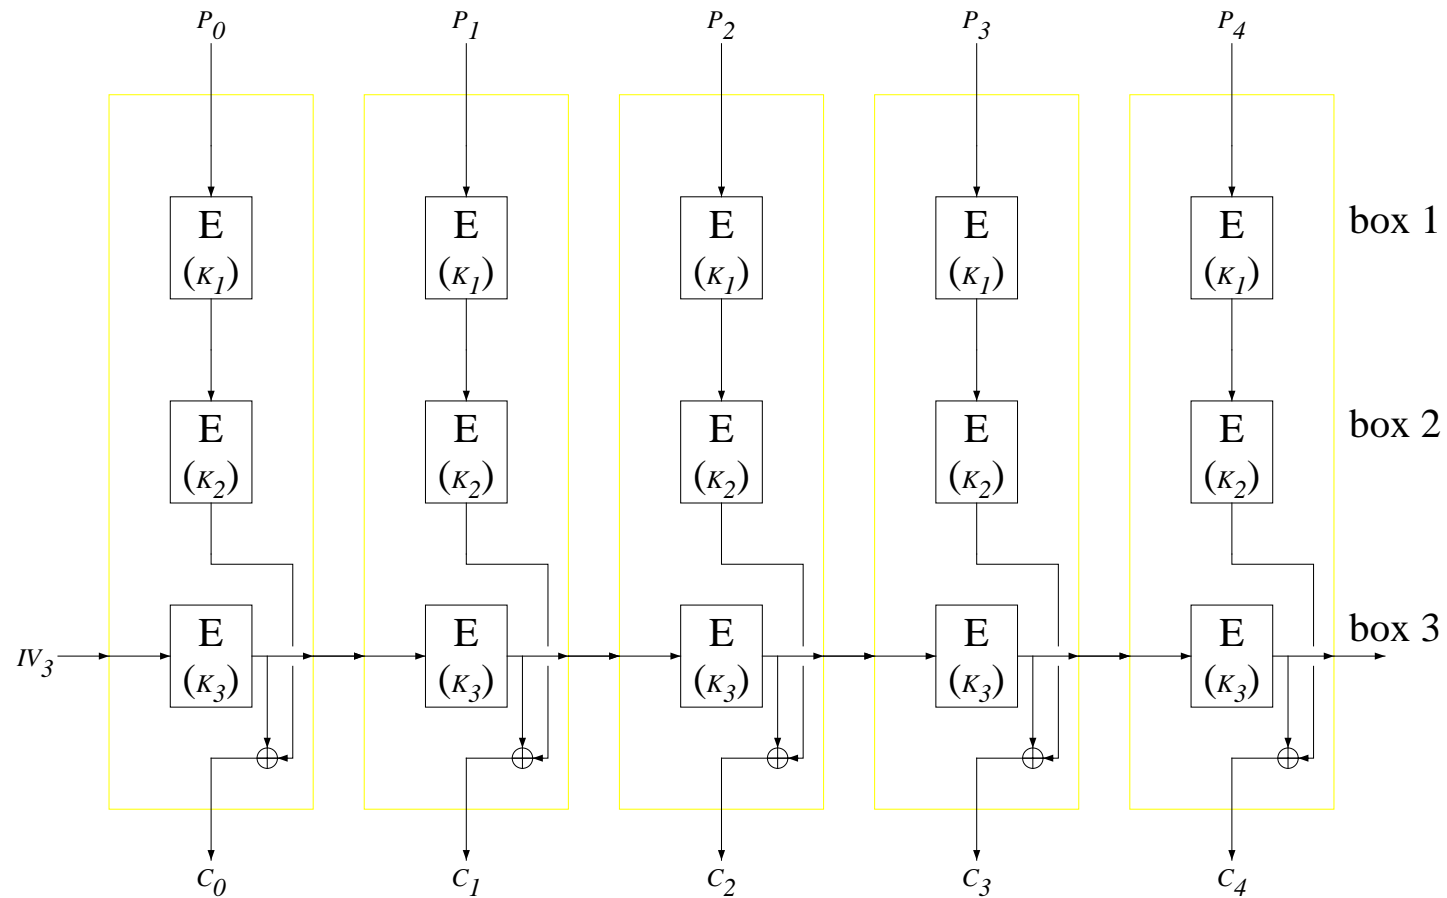 P0 P1 P2 P3 P4
E E E E E box 1
(K1) (K1) (K1) (K1) (K1)
E E E E E box 2
(K2) (K2) (K2) (K2) (K2)
E E E E E box 3
IV3 (K3) (K3) (K3) (K3) (K3)
C0 C1 C2 C3 C4